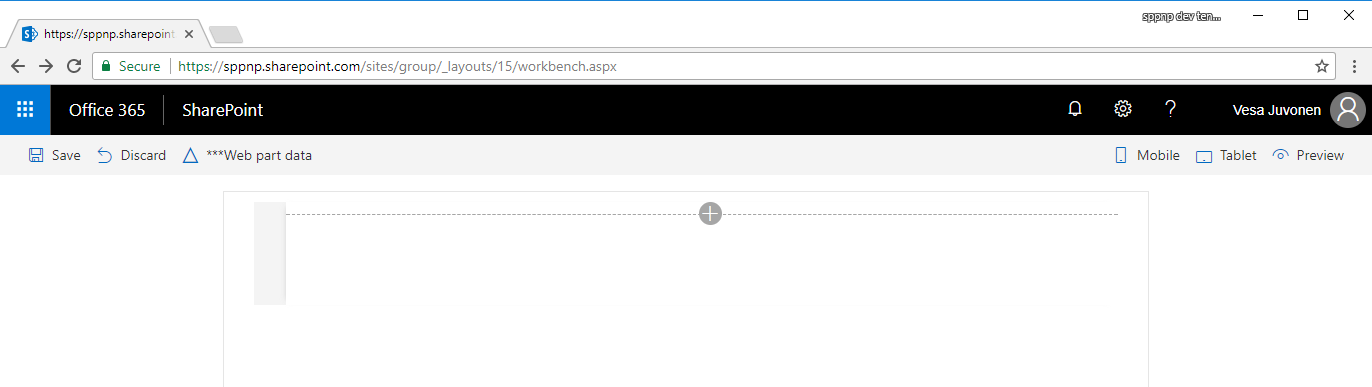 sppnp dev ten...
https://sppnp.sharepoint
Secure https://sppnp.sharepoint.com/sites/group/_layouts/15/workbench.aspx
Office 365 SharePoint Vesa Juvonen
Save Discard ***Web part data Mobile Tablet Preview